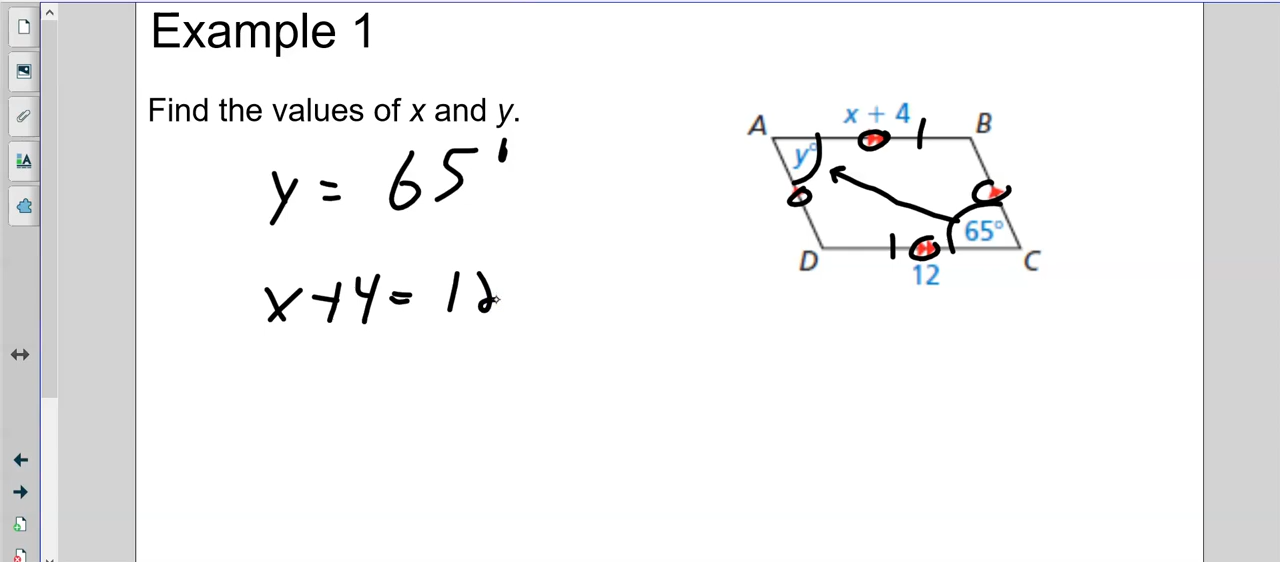 Example 1
Find the values of x and y.
A
x + 4
B
y°
65°
D
12
C
y = 65°
x+4 = 12